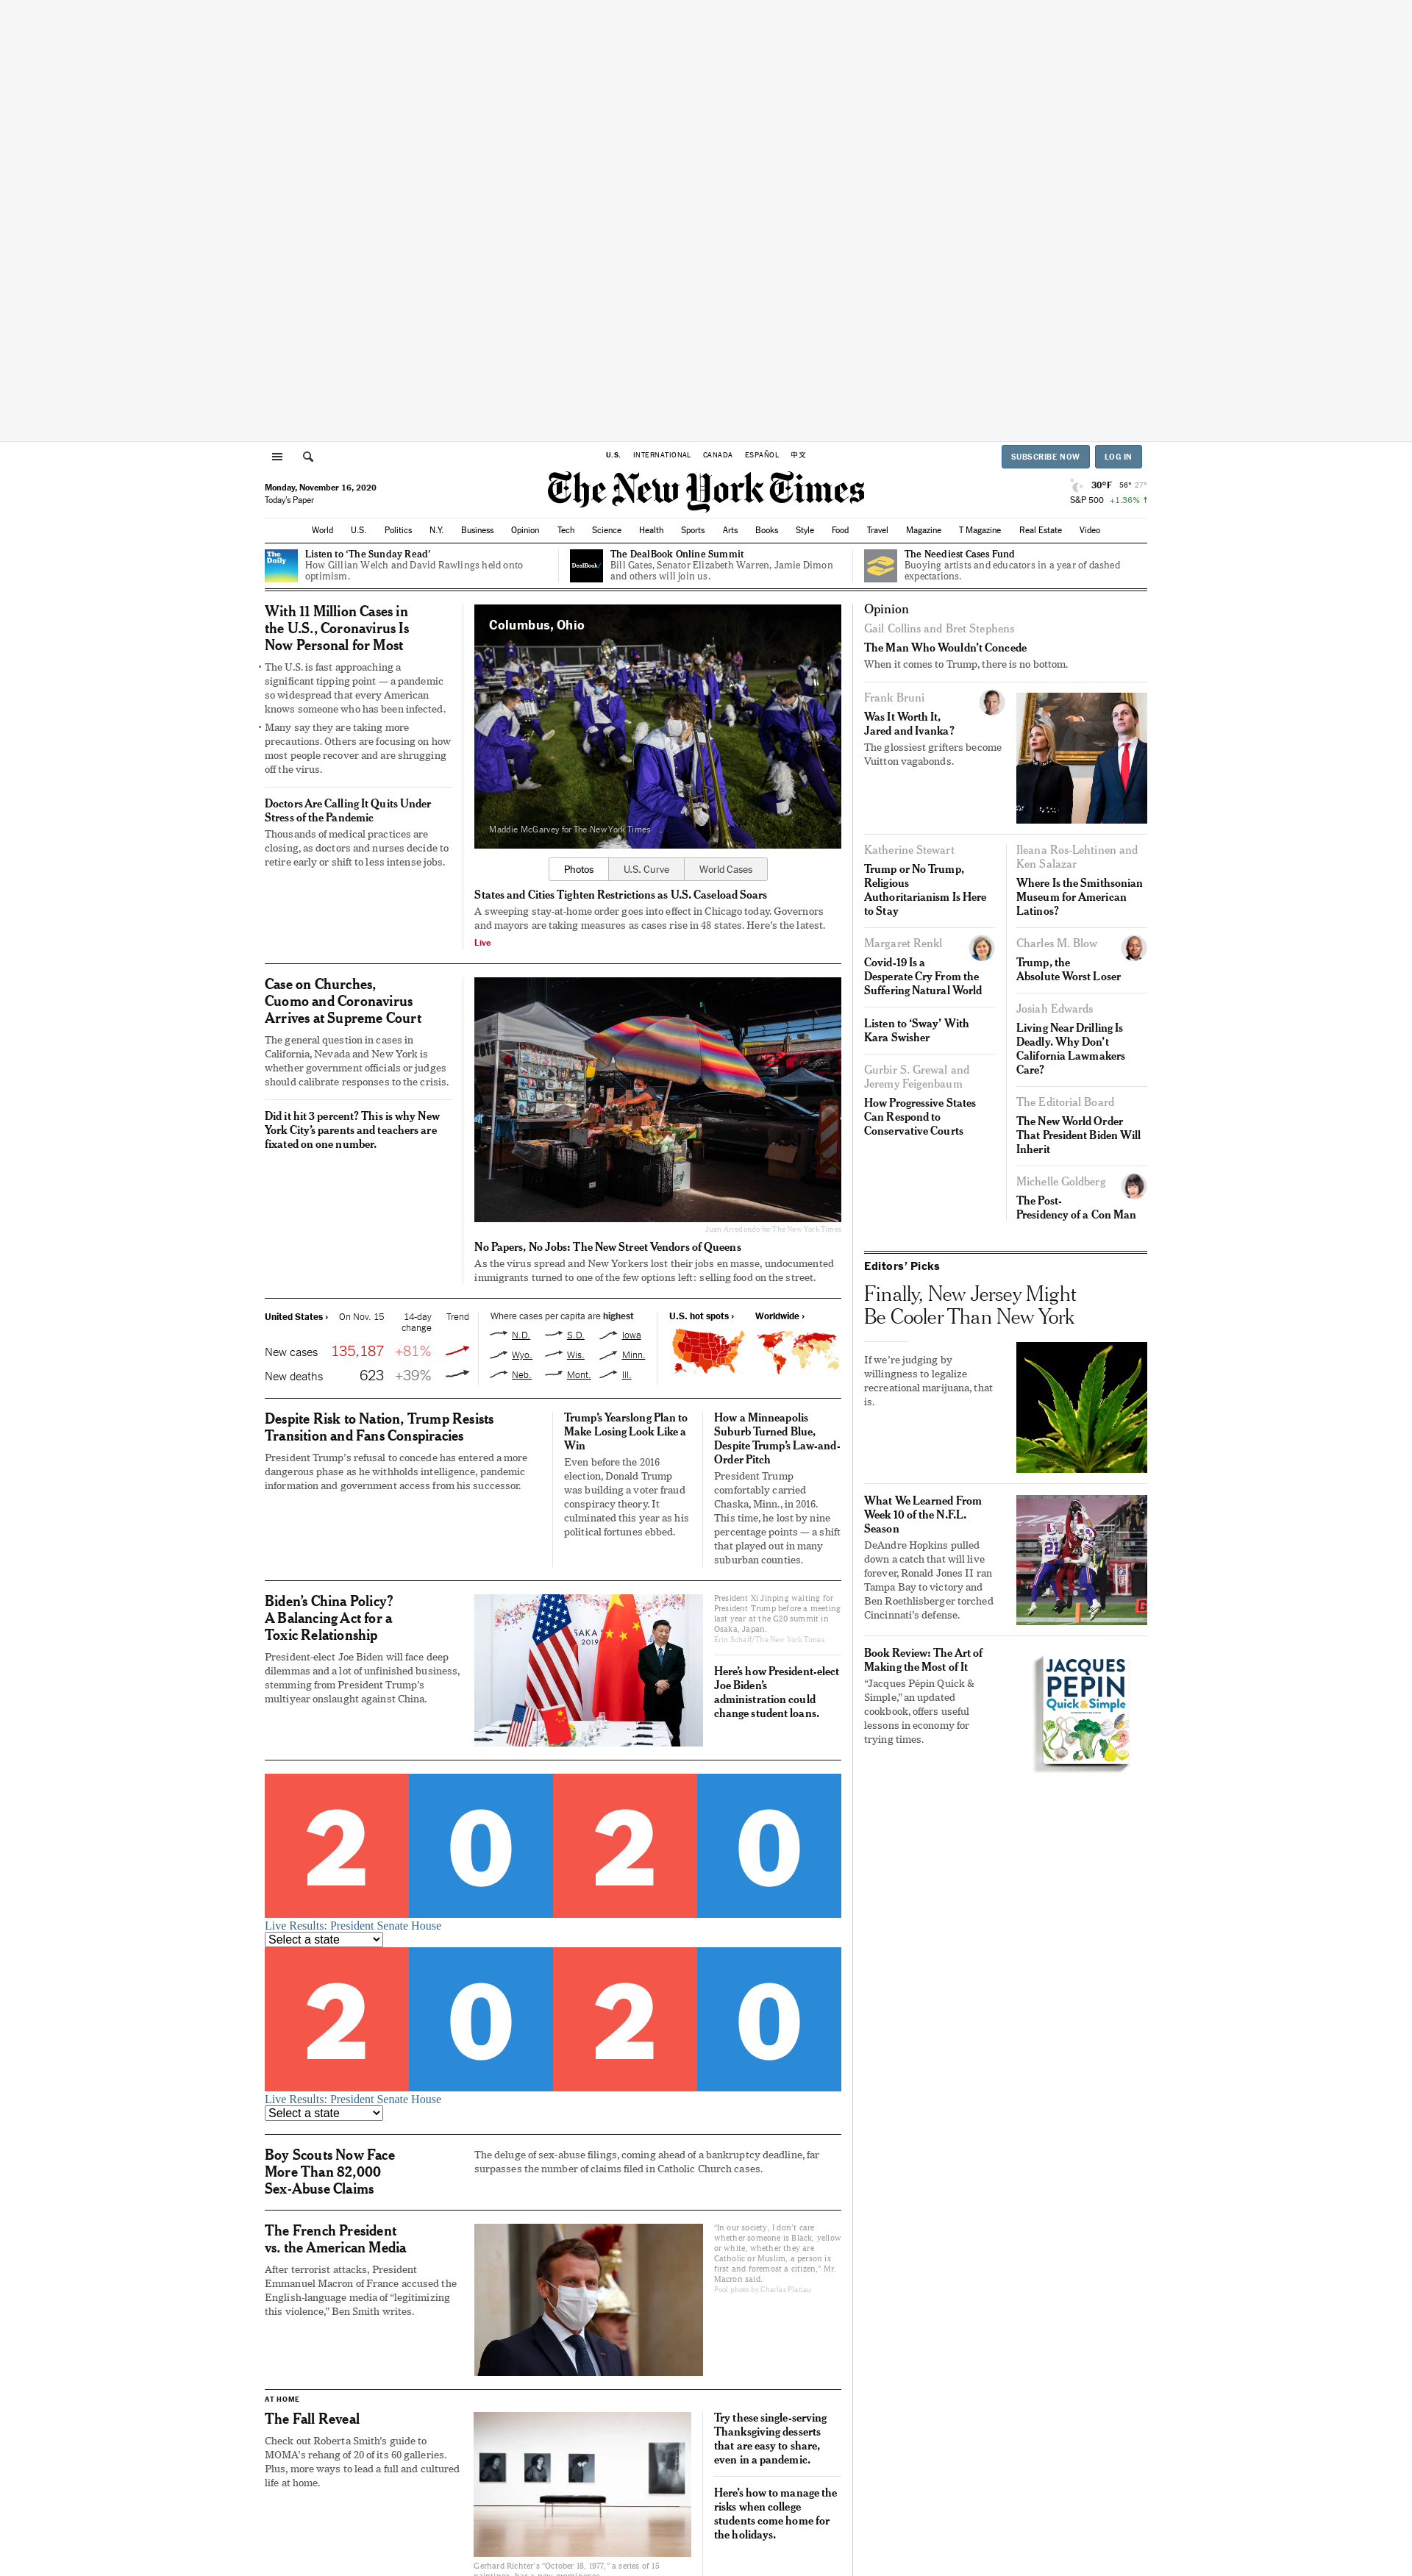 U.S. INTERNATIONAL CANADA ESPAÑOL 中文
SUBSCRIBE NOW
LOG IN
Monday, November 16, 2020
Today's Paper
The New York Times
30°F 56° 27°
S&P 500 +1.36% ↑
World U.S. Politics N.Y. Business Opinion Tech Science Health Sports Arts Books Style Food Travel Magazine T Magazine Real Estate Video
The
Daily
Listen to ‘The Sunday Read’
How Gillian Welch and David Rawlings held onto
optimism.
DealBook/
The DealBook Online Summit
Bill Gates, Senator Elizabeth Warren, Jamie Dimon
and others will join us.
The Neediest Cases Fund
Buoying artists and educators in a year of dashed
expectations.
With 11 Million Cases in
the U.S., Coronavirus Is
Now Personal for Most
• The U.S. is fast approaching a
significant tipping point — a pandemic
so widespread that every American
knows someone who has been infected.
• Many say they are taking more
precautions. Others are focusing on how
most people recover and are shrugging
off the virus.
Doctors Are Calling It Quits Under
Stress of the Pandemic
Thousands of medical practices are
closing, as doctors and nurses decide to
retire early or shift to less intense jobs.
Columbus, Ohio
Maddie McGarvey for The New York Times
Photos
U.S. Curve
World Cases
States and Cities Tighten Restrictions as U.S. Caseload Soars
A sweeping stay-at-home order goes into effect in Chicago today. Governors
and mayors are taking measures as cases rise in 48 states. Here’s the latest.
Live
Case on Churches,
Cuomo and Coronavirus
Arrives at Supreme Court
The general question in cases in
California, Nevada and New York is
whether government officials or judges
should calibrate responses to the crisis.
Did it hit 3 percent? This is why New
York City’s parents and teachers are
fixated on one number.
Juan Arredondo for The New York Times
No Papers, No Jobs: The New Street Vendors of Queens
As the virus spread and New Yorkers lost their jobs en masse, undocumented
immigrants turned to one of the few options left: selling food on the street.
United States › On Nov. 15 14-day
change Trend
New cases 135,187 +81%
New deaths 623 +39%
Where cases per capita are highest
N.D. S.D. Iowa
Wyo. Wis. Minn.
Neb. Mont. Ill.
U.S. hot spots ›
Worldwide ›
Despite Risk to Nation, Trump Resists
Transition and Fans Conspiracies
President Trump’s refusal to concede has entered a more
dangerous phase as he withholds intelligence, pandemic
information and government access from his successor.
Trump’s Yearslong Plan to
Make Losing Look Like a
Win
Even before the 2016
election, Donald Trump
was building a voter fraud
conspiracy theory. It
culminated this year as his
political fortunes ebbed.
How a Minneapolis
Suburb Turned Blue,
Despite Trump’s Law-and-
Order Pitch
President Trump
comfortably carried
Chaska, Minn., in 2016.
This time, he lost by nine
percentage points — a shift
that played out in many
suburban counties.
Biden’s China Policy?
A Balancing Act for a
Toxic Relationship
President-elect Joe Biden will face deep
dilemmas and a lot of unfinished business,
stemming from President Trump’s
multiyear onslaught against China.
OSAKA S
2019
President Xi Jinping waiting for
President Trump before a meeting
last year at the G20 summit in
Osaka, Japan.
Erin Schaff/The New York Times
Here’s how President-elect
Joe Biden’s
administration could
change student loans.
2020
Live Results: President Senate House
Select a state
2020
Live Results: President Senate House
Select a state
Boy Scouts Now Face
More Than 82,000
Sex-Abuse Claims
The deluge of sex-abuse filings, coming ahead of a bankruptcy deadline, far
surpasses the number of claims filed in Catholic Church cases.
The French President
vs. the American Media
After terrorist attacks, President
Emmanuel Macron of France accused the
English-language media of “legitimizing
this violence,” Ben Smith writes.
“In our society, I don’t care
whether someone is Black, yellow
or white, whether they are
Catholic or Muslim, a person is
first and foremost a citizen,” Mr.
Macron said.
Pool photo by Charles Platiau
AT HOME
The Fall Reveal
Check out Roberta Smith’s guide to
MOMA’s rehang of 20 of its 60 galleries.
Plus, more ways to lead a full and cultured
life at home.
Gerhard Richter’s “October 18, 1977,” a series of 15
paintings, has a new prominence
Try these single-serving
Thanksgiving desserts
that are easy to share,
even in a pandemic.
Here’s how to manage the
risks when college
students come home for
the holidays.
Opinion
Gail Collins and Bret Stephens
The Man Who Wouldn’t Concede
When it comes to Trump, there is no bottom.
Frank Bruni
Was It Worth It,
Jared and Ivanka?
The glossiest grifters become
Vuitton vagabonds.
Katherine Stewart
Trump or No Trump,
Religious
Authoritarianism Is Here
to Stay
Margaret Renkl
Covid-19 Is a
Desperate Cry From the
Suffering Natural World
Listen to ‘Sway’ With
Kara Swisher
Gurbir S. Grewal and
Jeremy Feigenbaum
How Progressive States
Can Respond to
Conservative Courts
Ileana Ros-Lehtinen and
Ken Salazar
Where Is the Smithsonian
Museum for American
Latinos?
Charles M. Blow
Trump, the
Absolute Worst Loser
Josiah Edwards
Living Near Drilling Is
Deadly. Why Don’t
California Lawmakers
Care?
The Editorial Board
The New World Order
That President Biden Will
Inherit
Michelle Goldberg
The Post-
Presidency of a Con Man
Editors’ Picks
Finally, New Jersey Might
Be Cooler Than New York
If we’re judging by
willingness to legalize
recreational marijuana, that
is.
What We Learned From
Week 10 of the N.F.L.
Season
DeAndre Hopkins pulled
down a catch that will live
forever, Ronald Jones II ran
Tampa Bay to victory and
Ben Roethlisberger torched
Cincinnati’s defense.
21
Book Review: The Art of
Making the Most of It
“Jacques Pépin Quick &
Simple,” an updated
cookbook, offers useful
lessons in economy for
trying times.
JACQUES
PEPIN
Quick & Simple